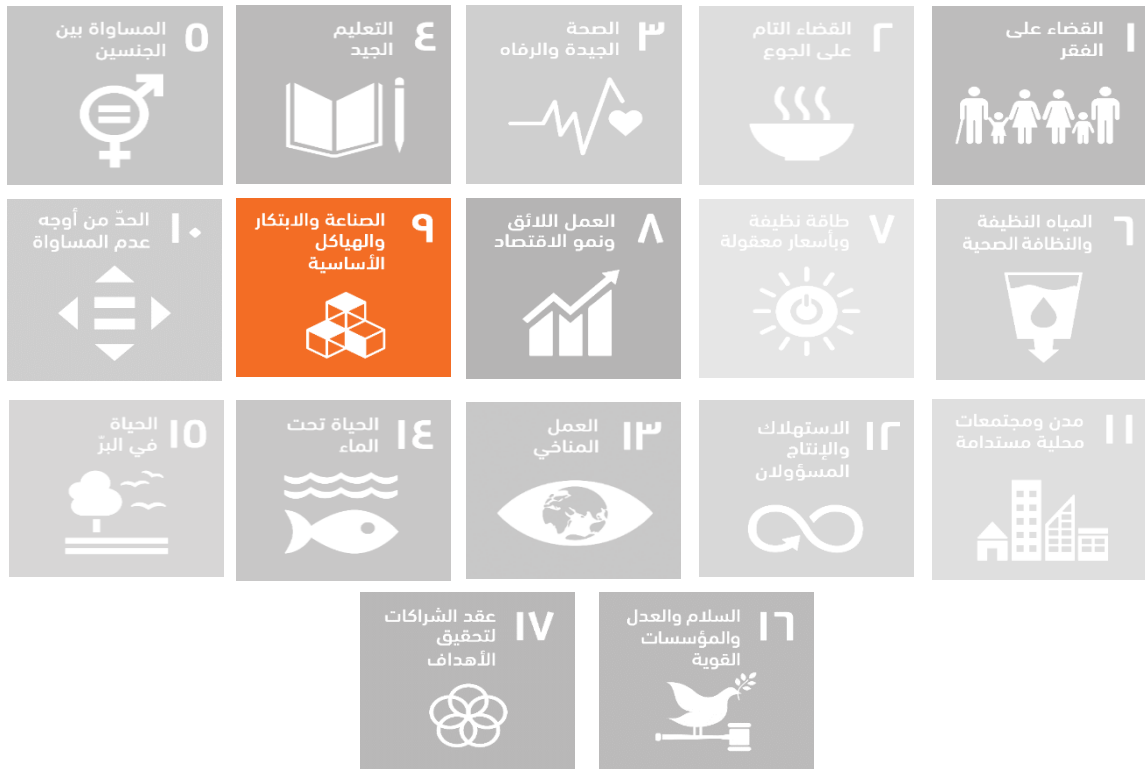 ١
القضاء على
الفقر
٢
القضاء التام
على الجوع
٣
الصحة
الجيدة والرفاه
٤
التعليم
الجيد
٥
المساواة بين
الجنسين
٦
المياه النظيفة
والنظافة الصحية
٧
طاقة نظيفة
وبأسعار معقولة
٨
العمل اللائق
ونمو الاقتصاد
٩
الصناعة والابتكار
والهياكل
الأساسية
١٠
الحدّ من أوجه
عدم المساواة
١١
مدن ومجتمعات
محلية مستدامة
١٢
الاستهلاك
والإنتاج
المسؤولان
١٣
العمل
المناخي
١٤
الحياة تحت
الماء
١٥
الحياة
في البرّ
١٦
السلام والعدل
والمؤسسات
القوية
١٧
عقد الشراكات
لتحقيق
الأهداف